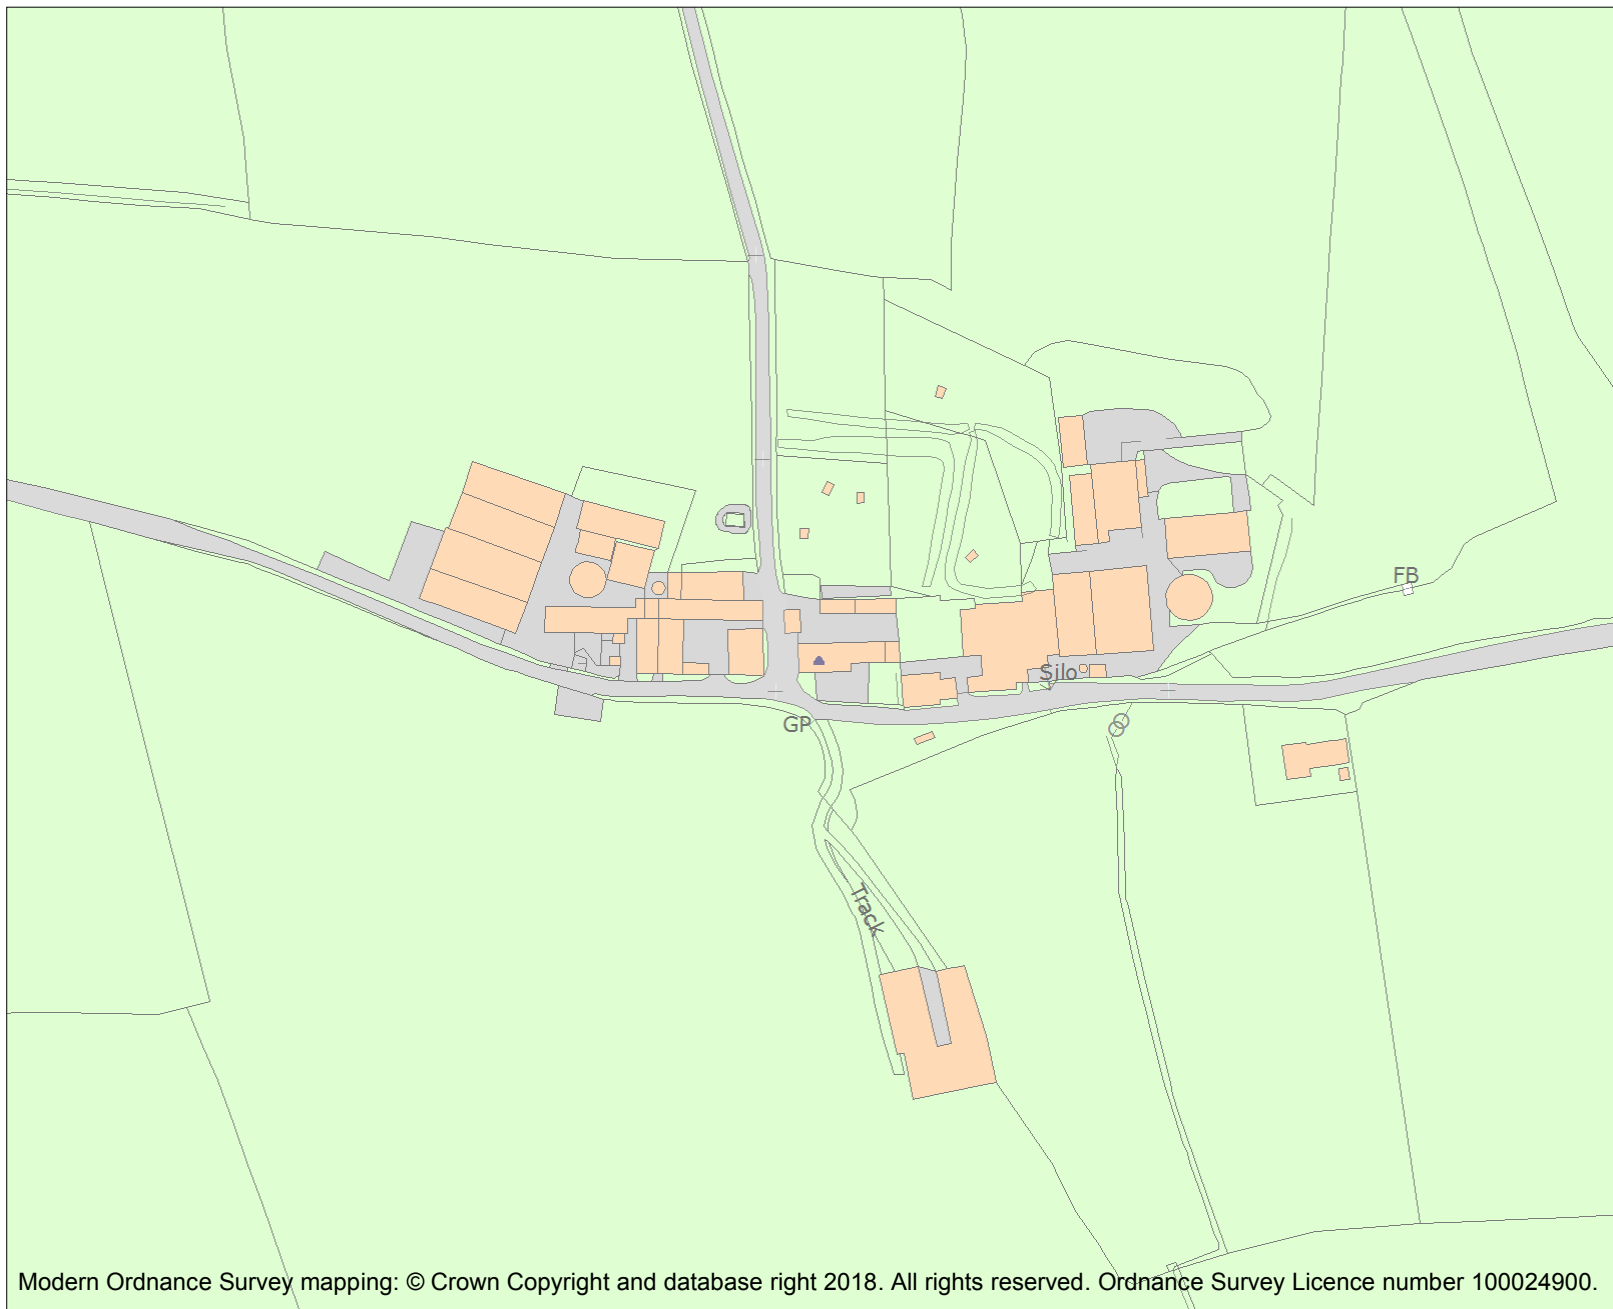 FB
Silo
GP
Track
Modern Ordnance Survey mapping: © Crown Copyright and database right 2018. All rights reserved. Ordnance Survey Licence number 100024900.